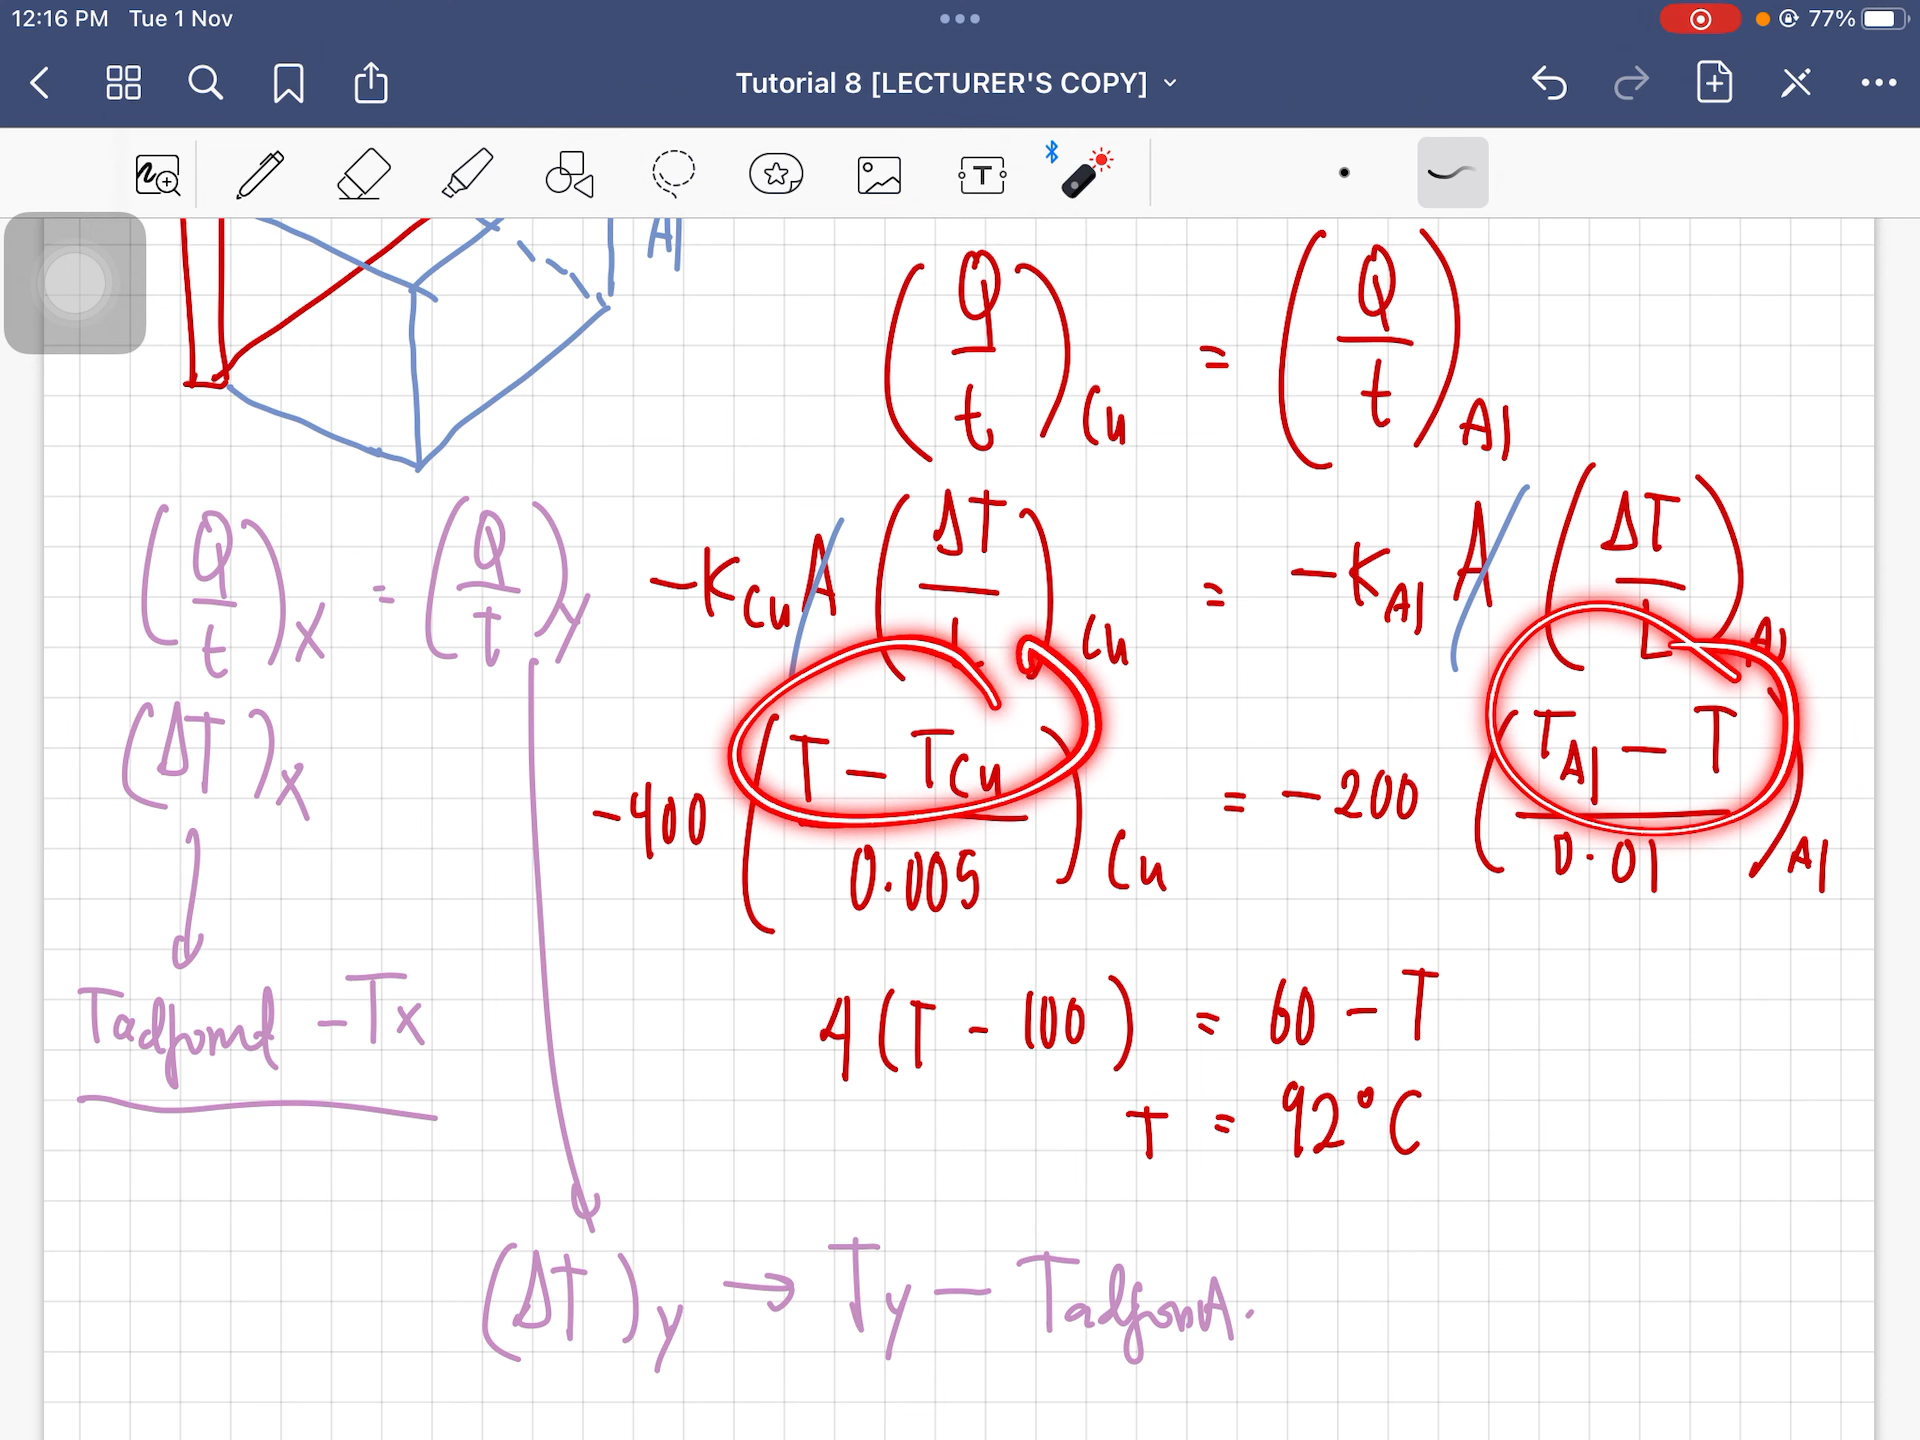 12:16 PM Tue 1 Nov
77%
Tutorial 8 [LECTURER'S COPY]
T
Al
(Q/t)Cu = (Q/t)Al
-KCu A (ΔT/L)Cu = -KAl A (ΔT/L)Al
-400 (T - TCu / 0.005)Cu = -200 (TAl - T / 0.01)Al
4(T - 100) = 60 - T
T = 92°C
(Q/t)x = (Q/t)y
(ΔT)x
- Tx
(ΔT)y → Ty -